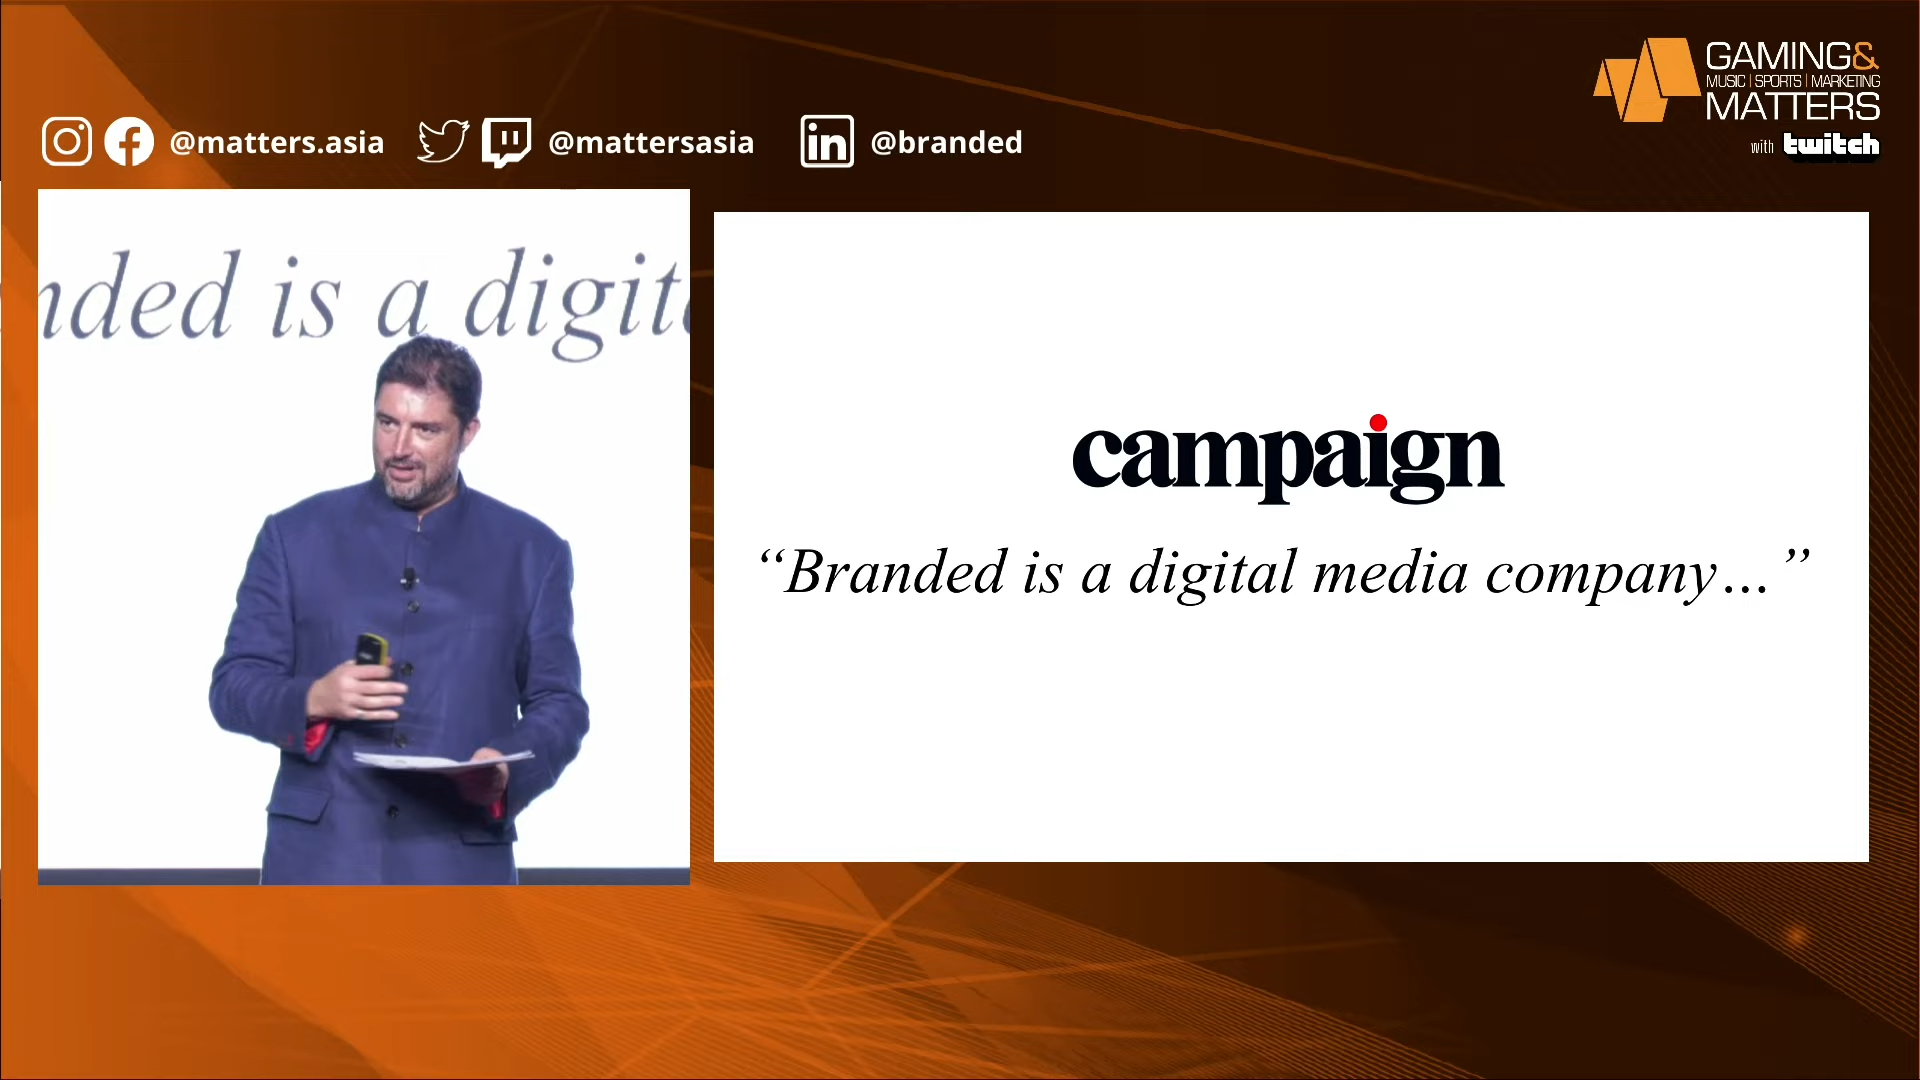 GAMING&
MUSIC | SPORTS | MARKETING
MATTERS
with twitch
@matters.asia
@mattersasia
@branded
nded is a digit
campaign
“Branded is a digital media company…”